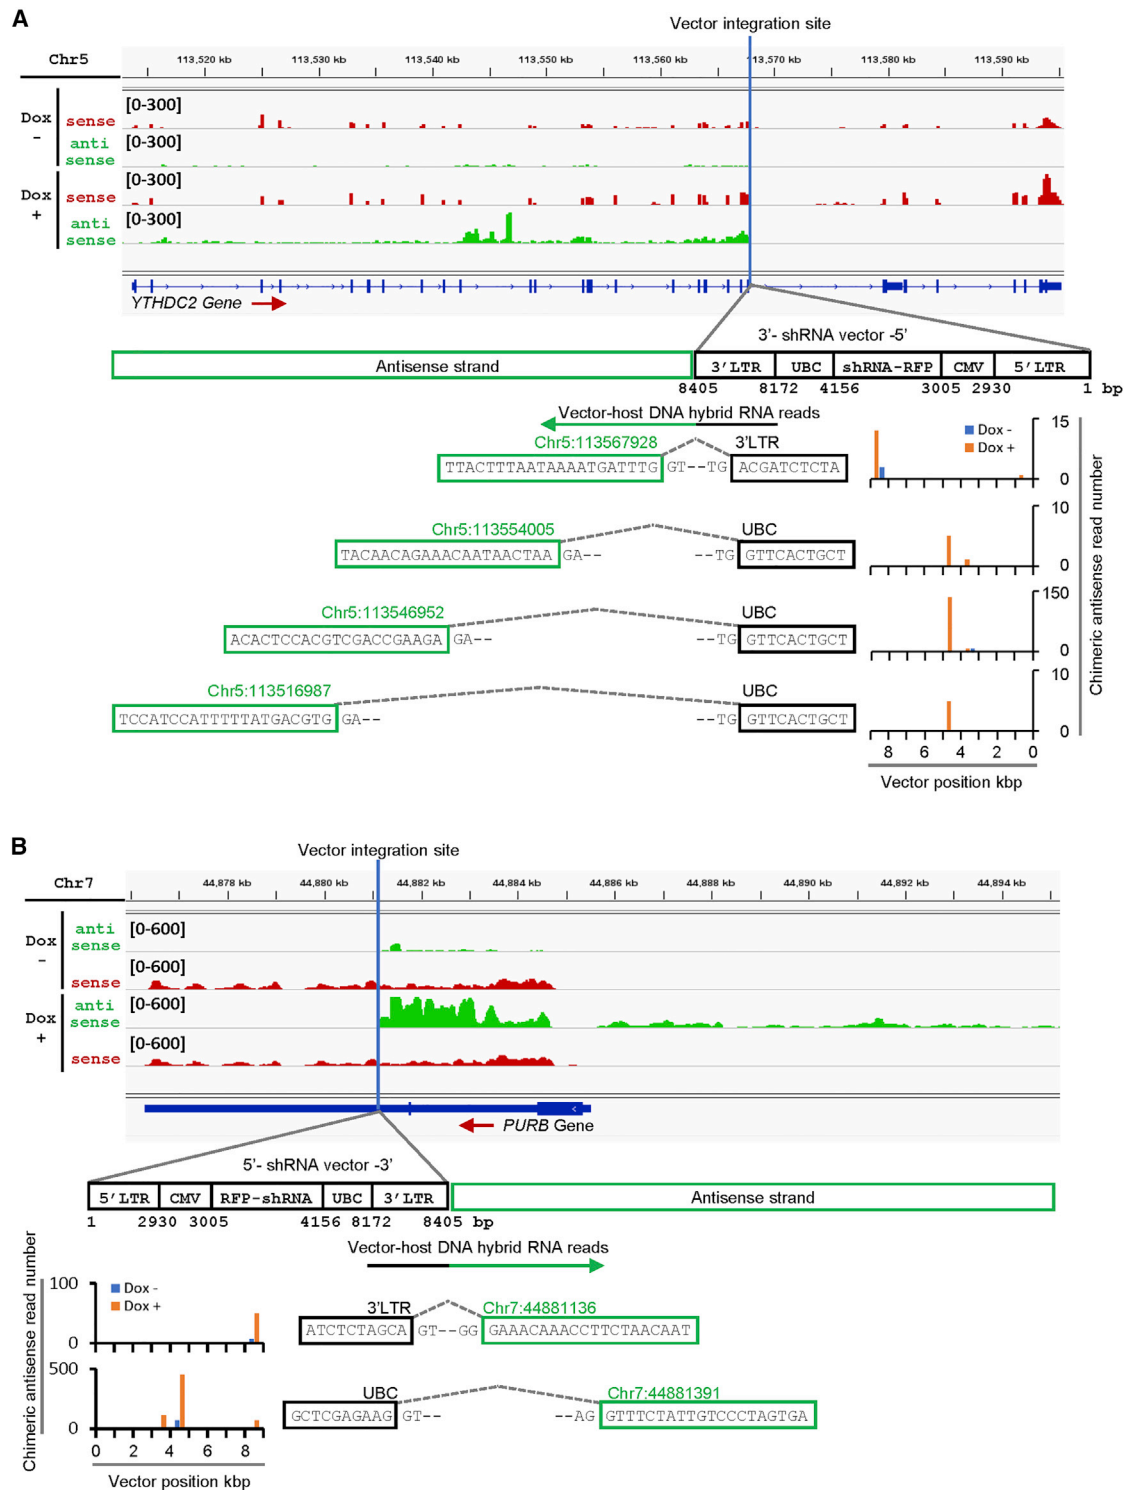 A
Vector integration site
Chr5
113,520 kb 113,530 kb 113,540 kb 113,550 kb 113,560 kb 113,570 kb 113,580 kb 113,590 kb
Dox
-
sense
[0-300]
anti
sense
[0-300]
Dox
+
sense
[0-300]
anti
sense
[0-300]
YTHDC2 Gene
3'- shRNA vector -5'
Antisense strand
3'LTR UBC shRNA-RFP CMV 5'LTR
8405 8172 4156 3005 2930 1 bp
Vector-host DNA hybrid RNA reads
Chr5:113567928 3'LTR
TTACTTTAATAAAATGATTTG GT--TG ACGATCTCTA
Chr5:113554005 UBC
TACAACAGAAACAATAACTAA GA-- --TG GTTCACTGCT
Chr5:113546952 UBC
ACACTCCACGTCGACCGAAGA GA-- --TG GTTCACTGCT
Chr5:113516987 UBC
TCCATCCATTTTTATGACGTG GA-- --TG GTTCACTGCT
Dox -
Dox +
15
0
10
0
150
0
10
0
8 6 4 2 0
Vector position kbp
Chimeric antisense read number
B
Vector integration site
Chr7
44,878 kb 44,880 kb 44,882 kb 44,884 kb 44,886 kb 44,888 kb 44,890 kb 44,892 kb 44,894 kb
Dox
-
anti
sense
[0-600]
sense
[0-600]
Dox
+
anti
sense
[0-600]
sense
[0-600]
PURB Gene
5'- shRNA vector -3'
5'LTR CMV RFP-shRNA UBC 3'LTR
Antisense strand
1 2930 3005 4156 8172 8405 bp
Vector-host DNA hybrid RNA reads
Chimeric antisense read number
Dox -
Dox +
100
0
500
0
0 2 4 6 8
Vector position kbp
3'LTR Chr7:44881136
ATCTCTAGCA GT--GG GAAACAAACCTTCTAACAAT
UBC Chr7:44881391
GCTCGAGAAG GT-- --AG GTTTCTATTGTCCCTAGTGA